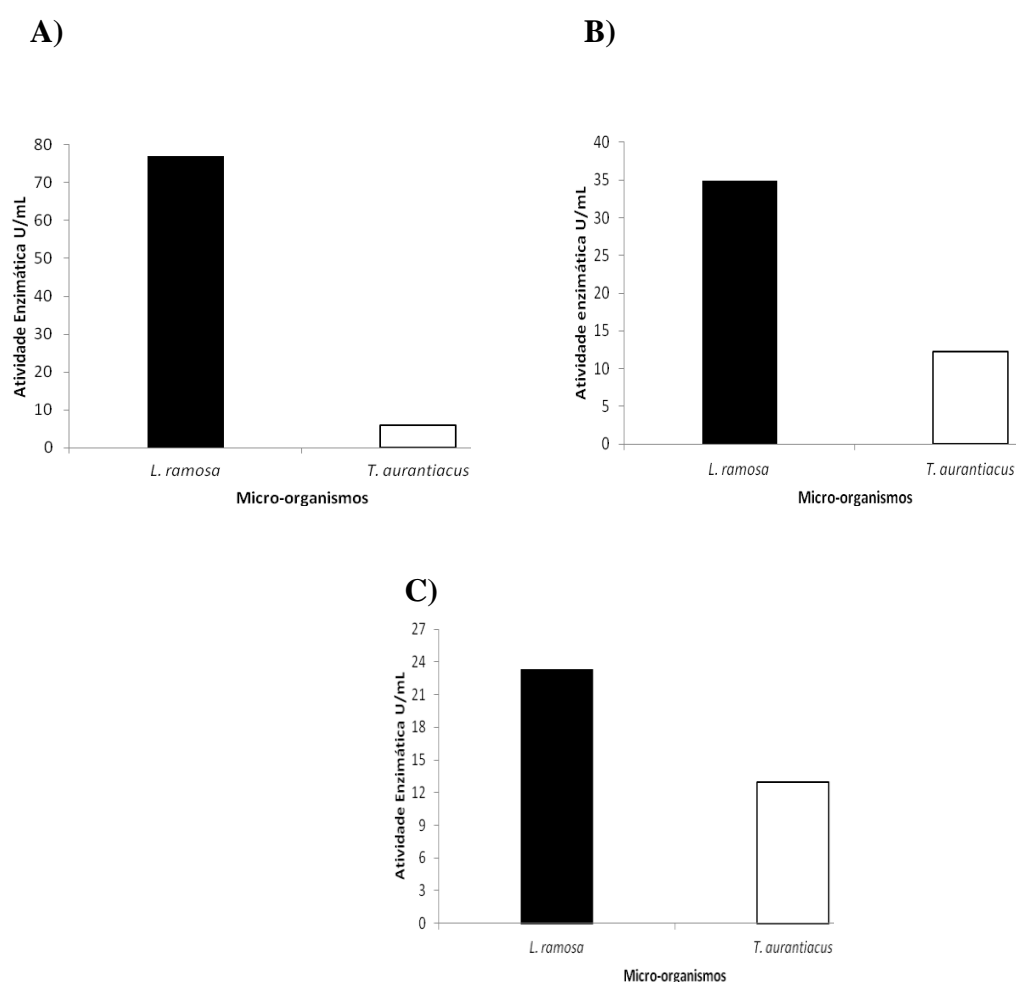 A)
Atividade Enzimática U/mL
80
70
60
50
40
30
20
10
0
L. ramosa T. aurantiacus
Micro-organismos
B)
Atividade enzimática U/mL
40
35
30
25
20
15
10
5
0
L. ramosa T. aurantiacus
Micro-organismos
C)
Atividade Enzimática U/mL
27
24
21
18
15
12
9
6
3
0
L. ramosa T. aurantiacus
Micro-organismos